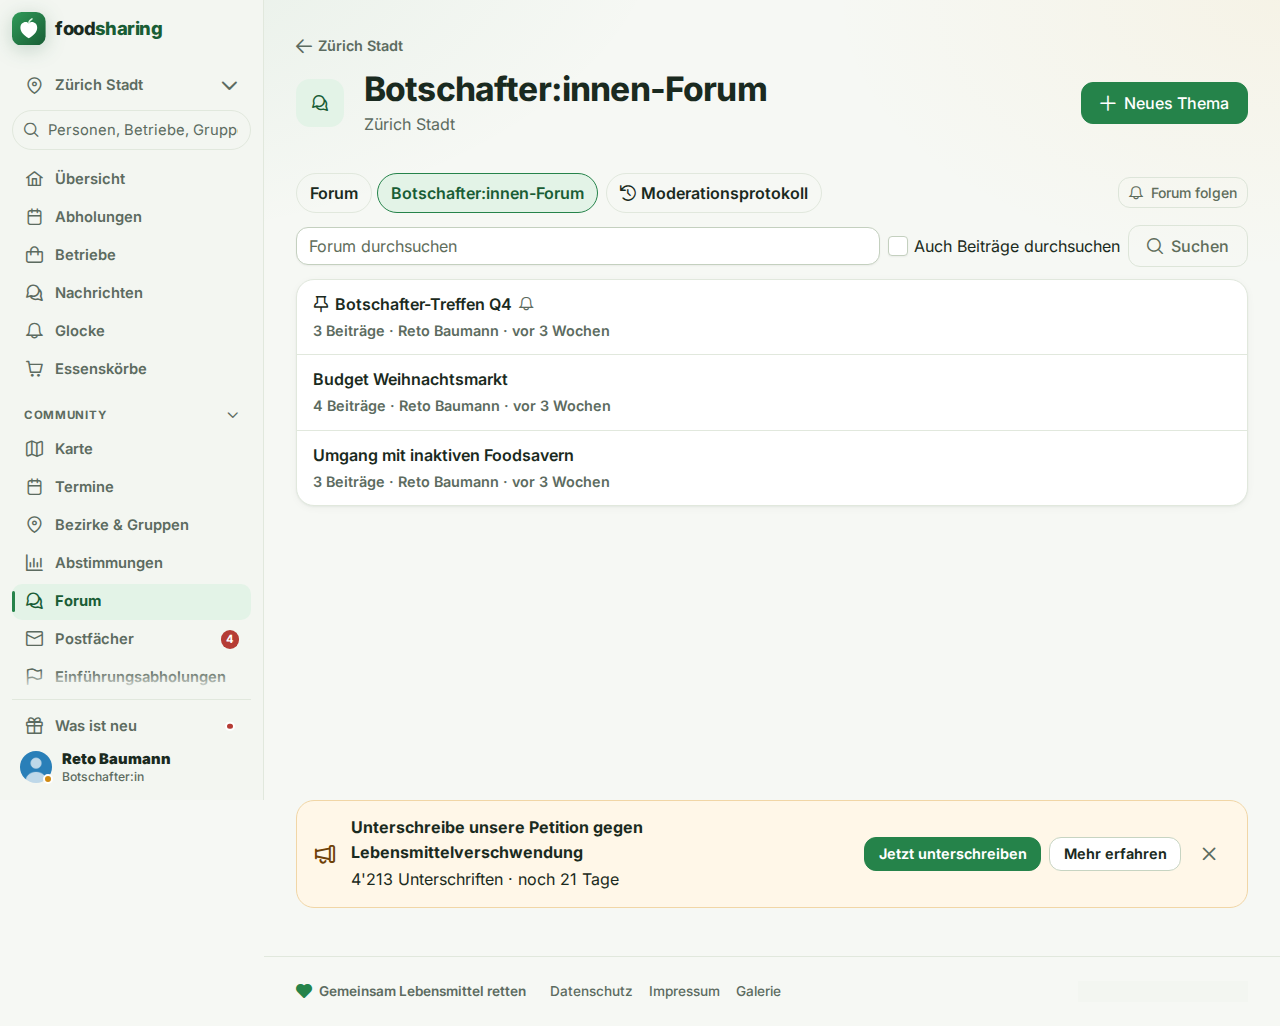 foodsharing
Zürich Stadt
Personen, Betriebe, Grupp
Übersicht
Abholungen
Betriebe
Nachrichten
Glocke
Essenskörbe
COMMUNITY
Karte
Termine
Bezirke & Gruppen
Abstimmungen
Forum
Postfächer 4
Einführungsabholungen
Was ist neu
Reto Baumann
Botschafter:in
Zürich Stadt
Botschafter:innen-Forum
Zürich Stadt
Neues Thema
Forum Botschafter:innen-Forum Moderationsprotokoll Forum folgen
Forum durchsuchen Auch Beiträge durchsuchen Suchen
Botschafter-Treffen Q4
3 Beiträge · Reto Baumann · vor 3 Wochen
Budget Weihnachtsmarkt
4 Beiträge · Reto Baumann · vor 3 Wochen
Umgang mit inaktiven Foodsavern
3 Beiträge · Reto Baumann · vor 3 Wochen
Unterschreibe unsere Petition gegen
Lebensmittelverschwendung
4'213 Unterschriften · noch 21 Tage
Jetzt unterschreiben Mehr erfahren
Gemeinsam Lebensmittel retten Datenschutz Impressum Galerie